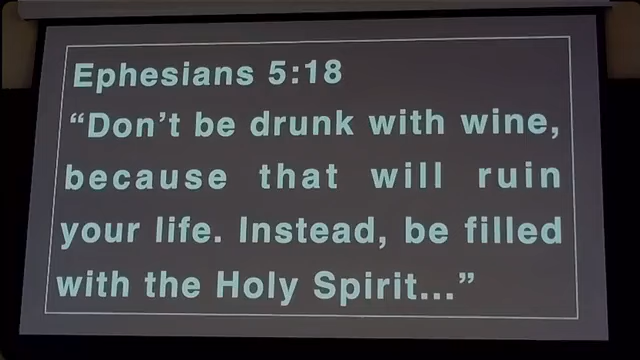 Ephesians 5:18
“Don’t be drunk with wine,
because that will ruin
your life. Instead, be filled
with the Holy Spirit...”